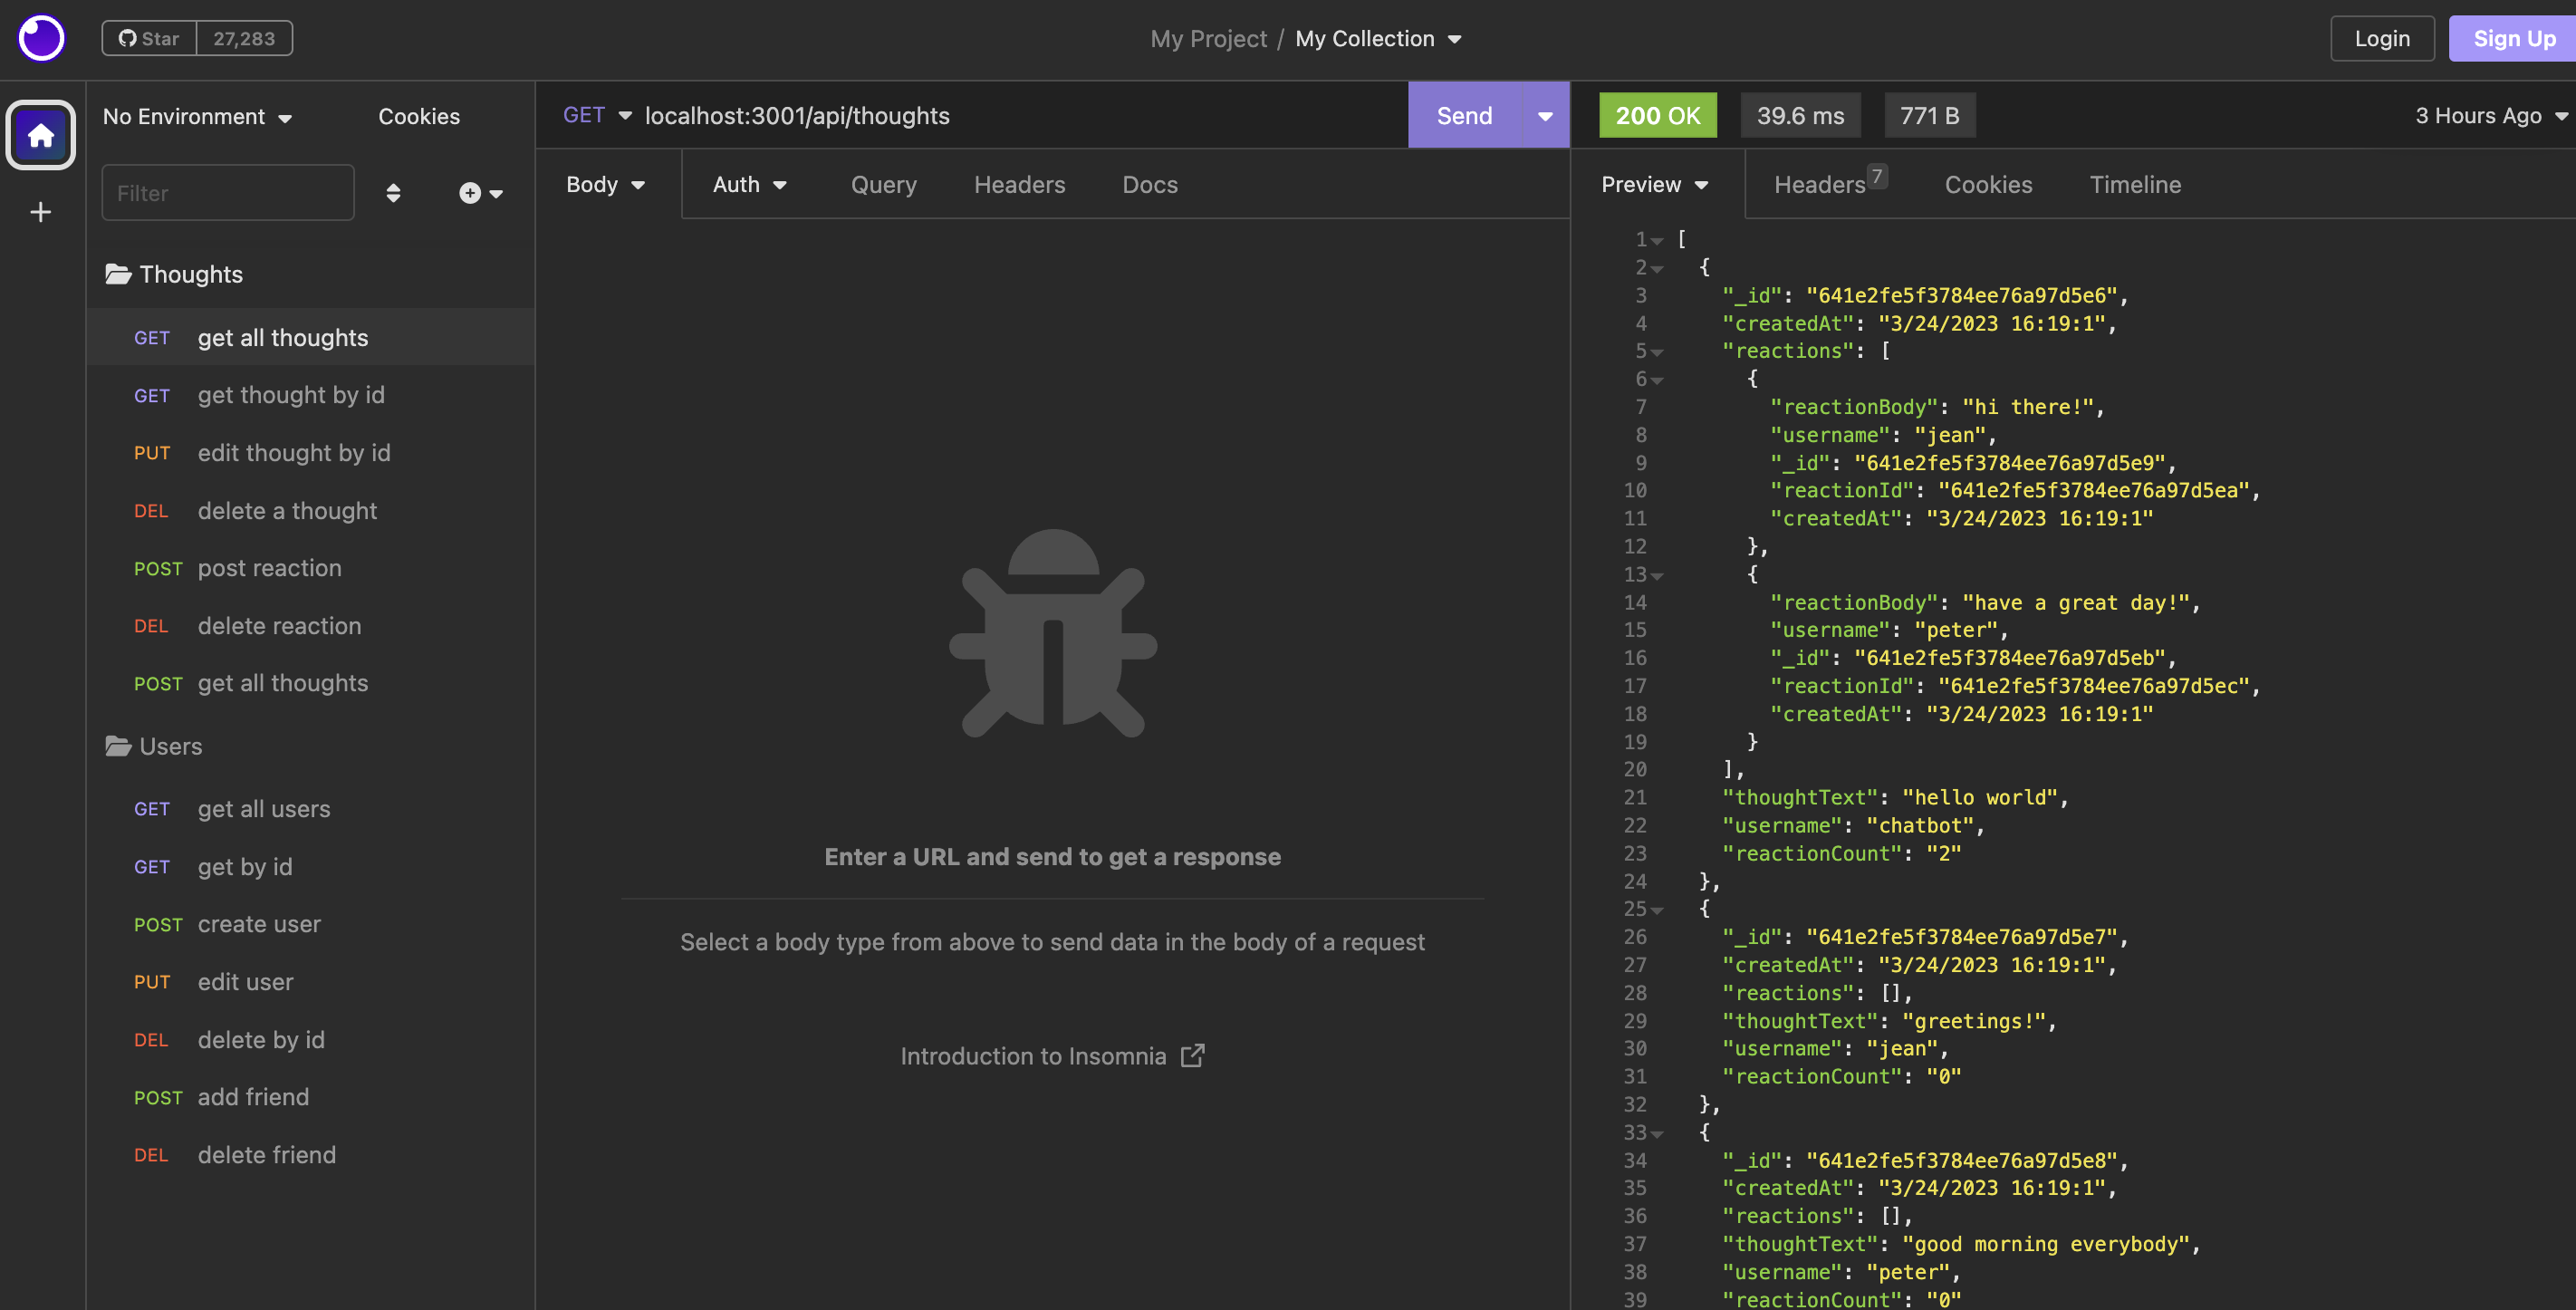 Star 27,283
My Project / My Collection
Login
Sign Up
No Environment
Cookies
Filter
Thoughts
GET get all thoughts
GET get thought by id
PUT edit thought by id
DEL delete a thought
POST post reaction
DEL delete reaction
POST get all thoughts
Users
GET get all users
GET get by id
POST create user
PUT edit user
DEL delete by id
POST add friend
DEL delete friend
GET localhost:3001/api/thoughts
Send
Body
Auth
Query
Headers
Docs
Enter a URL and send to get a response
Select a body type from above to send data in the body of a request
Introduction to Insomnia
200 OK
39.6 ms
771 B
3 Hours Ago
Preview
Headers 7
Cookies
Timeline
1 [
2 {
3 "_id": "641e2fe5f3784ee76a97d5e6",
4 "createdAt": "3/24/2023 16:19:1",
5 "reactions": [
6 {
7 "reactionBody": "hi there!",
8 "username": "jean",
9 "_id": "641e2fe5f3784ee76a97d5e9",
10 "reactionId": "641e2fe5f3784ee76a97d5ea",
11 "createdAt": "3/24/2023 16:19:1"
12 },
13 {
14 "reactionBody": "have a great day!",
15 "username": "peter",
16 "_id": "641e2fe5f3784ee76a97d5eb",
17 "reactionId": "641e2fe5f3784ee76a97d5ec",
18 "createdAt": "3/24/2023 16:19:1"
19 }
20 ],
21 "thoughtText": "hello world",
22 "username": "chatbot",
23 "reactionCount": "2"
24 },
25 {
26 "_id": "641e2fe5f3784ee76a97d5e7",
27 "createdAt": "3/24/2023 16:19:1",
28 "reactions": [],
29 "thoughtText": "greetings!",
30 "username": "jean",
31 "reactionCount": "0"
32 },
33 {
34 "_id": "641e2fe5f3784ee76a97d5e8",
35 "createdAt": "3/24/2023 16:19:1",
36 "reactions": [],
37 "thoughtText": "good morning everybody",
38 "username": "peter",
39 "reactionCount": "0"